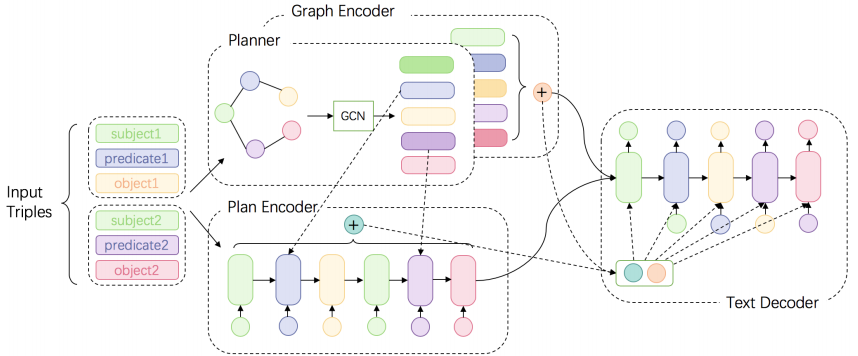 Graph Encoder
Planner
GCN
+
Input
Triples
subject1
predicate1
object1
subject2
predicate2
object2
Plan Encoder
+
Text Decoder